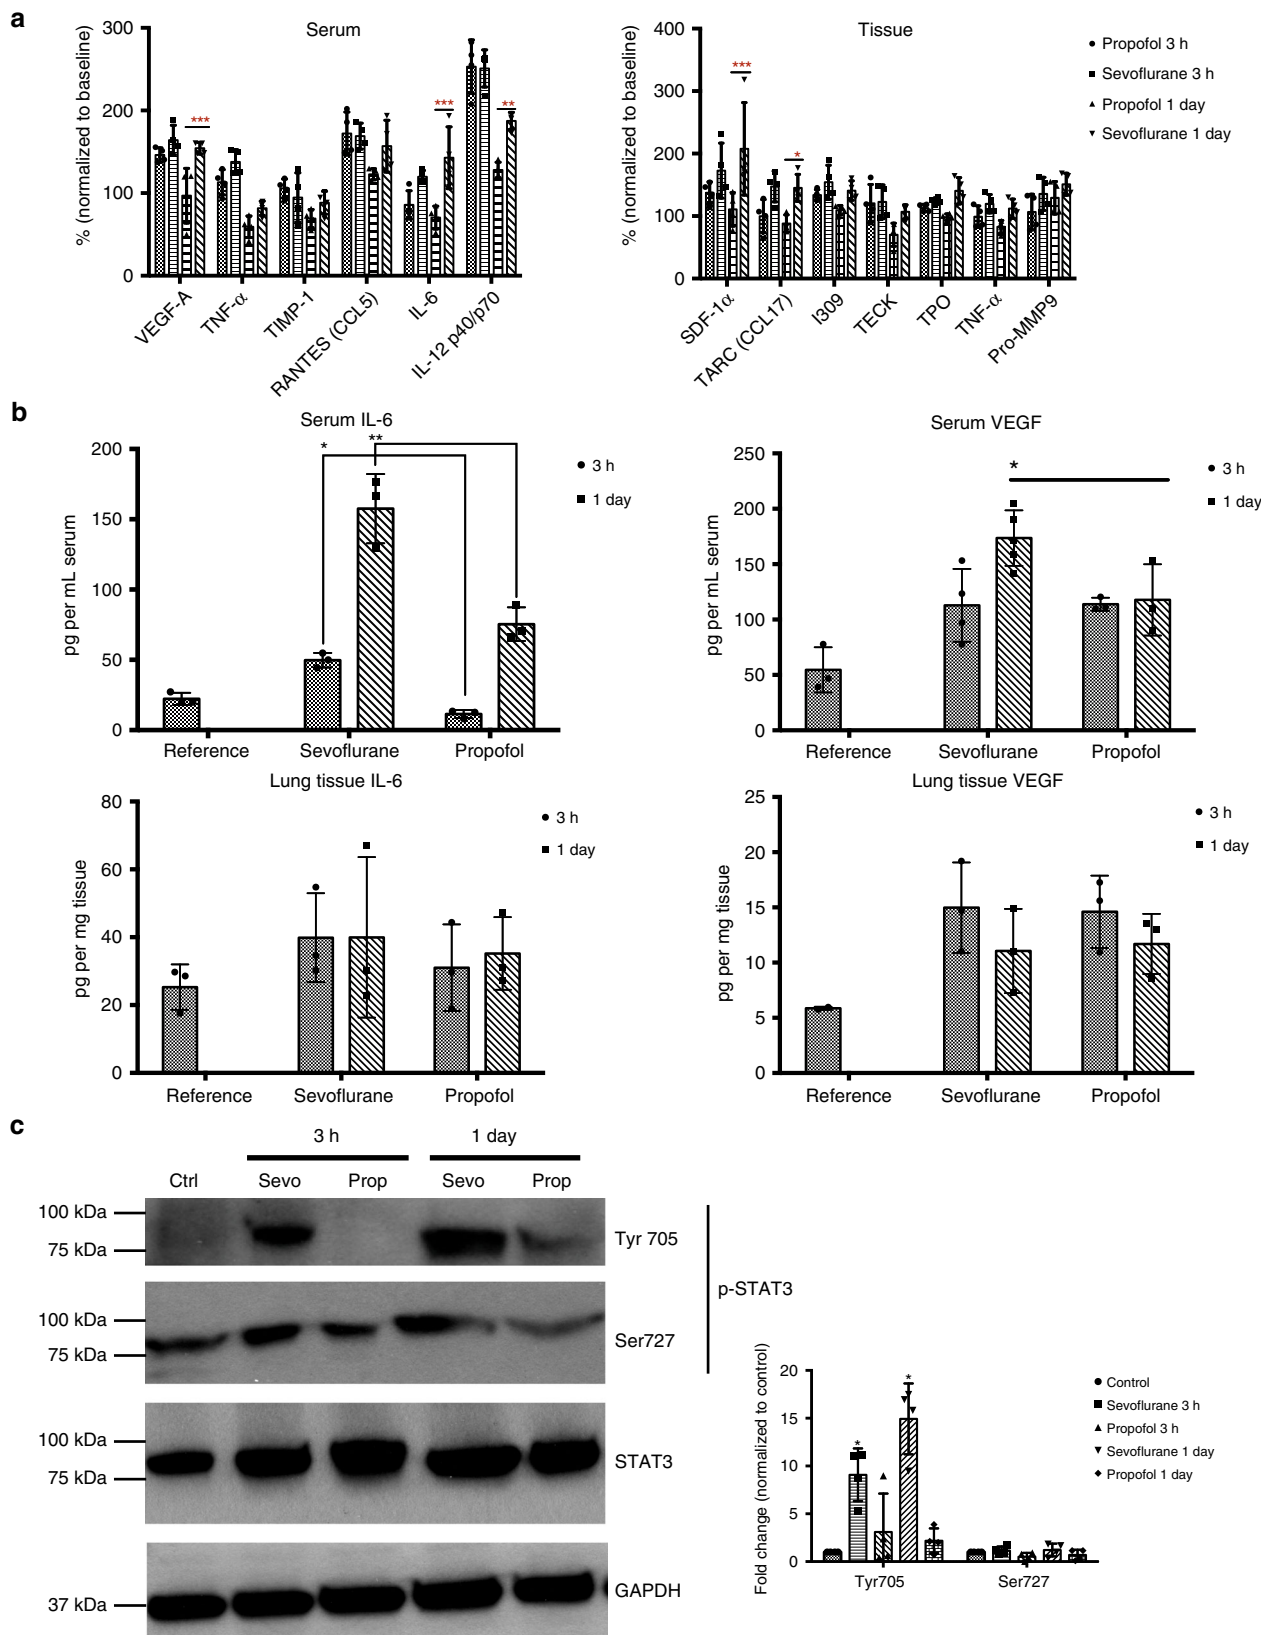 a
Serum
% (normalized to baseline)
300
200
100
0
***
***
**
VEGF-A
TNF-α
TIMP-1
RANTES (CCL5)
IL-6
IL-12 p40/p70
Tissue
% (normalized to baseline)
400
300
200
100
0
***
*
SDF-1α
TARC (CCL17)
I309
TECK
TPO
TNF-α
Pro-MMP9
Propofol 3 h
Sevoflurane 3 h
Propofol 1 day
Sevoflurane 1 day
b
Serum IL-6
pg per mL serum
200
150
100
50
0
*
**
3 h
1 day
Reference
Sevoflurane
Propofol
Serum VEGF
pg per mL serum
250
200
150
100
50
0
*
3 h
1 day
Reference
Sevoflurane
Propofol
Lung tissue IL-6
pg per mg tissue
80
60
40
20
0
3 h
1 day
Reference
Sevoflurane
Propofol
Lung tissue VEGF
pg per mg tissue
25
20
15
10
5
0
3 h
1 day
Reference
Sevoflurane
Propofol
c
3 h
1 day
Ctrl
Sevo
Prop
Sevo
Prop
100 kDa
75 kDa
Tyr 705
100 kDa
75 kDa
Ser727
p-STAT3
100 kDa
75 kDa
STAT3
37 kDa
GAPDH
Fold change (normalized to control)
20
15
10
5
0
*
*
Tyr705
Ser727
Control
Sevoflurane 3 h
Propofol 3 h
Sevoflurane 1 day
Propofol 1 day